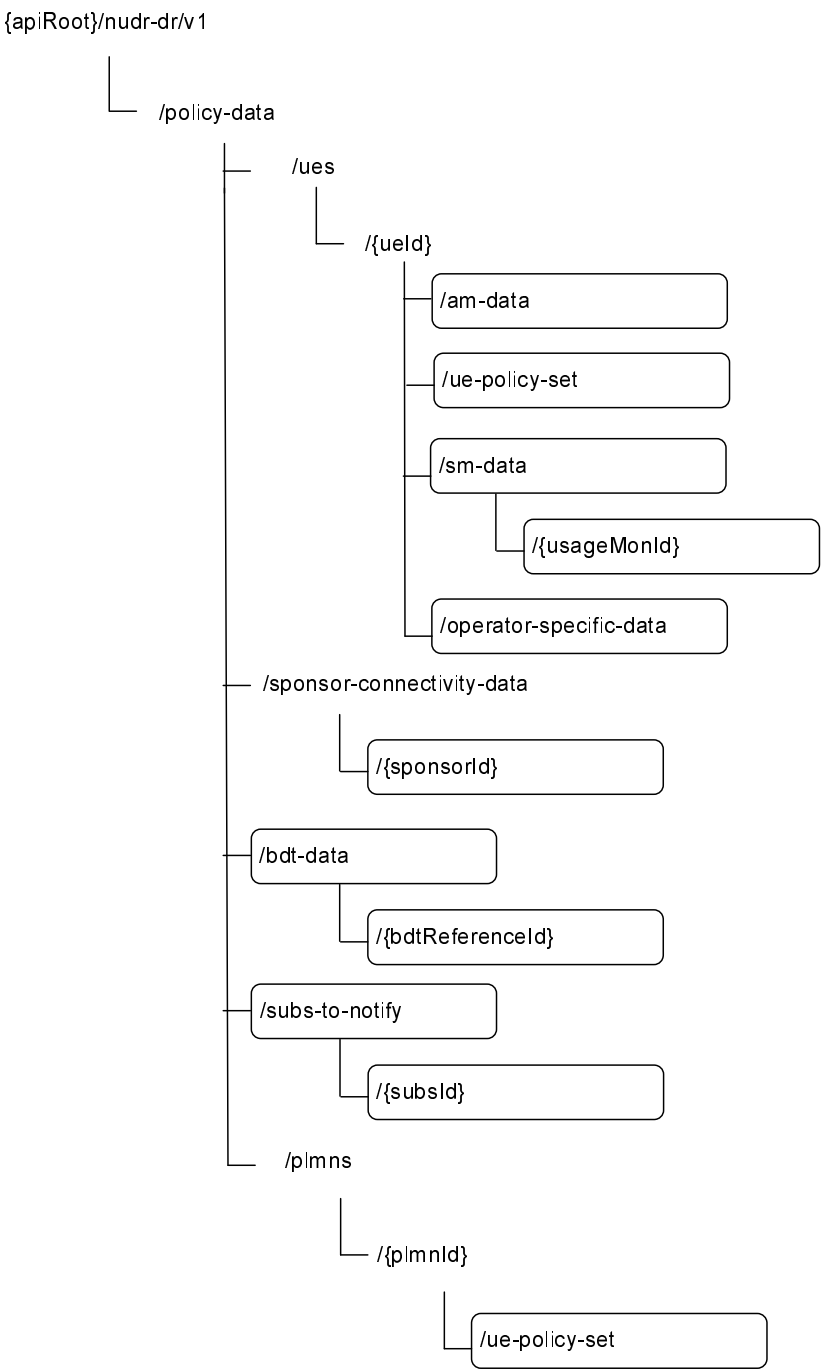 {apiRoot}/nudr-dr/v1
/policy-data
/ues
/{ueId}
/am-data
/ue-policy-set
/sm-data
/{usageMonId}
/operator-specific-data
/sponsor-connectivity-data
/{sponsorId}
/bdt-data
/{bdtReferenceId}
/subs-to-notify
/{subsId}
/plmns
/{plmnId}
/ue-policy-set